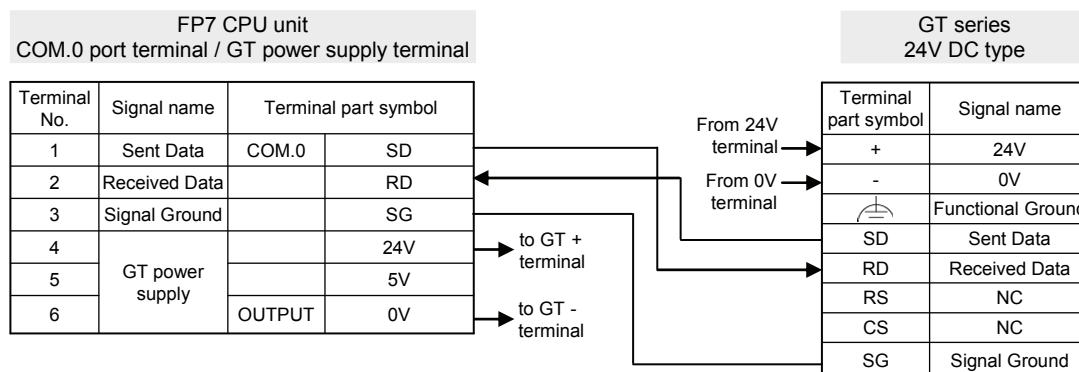 FP7 CPU unit
COM.0 port terminal / GT power supply terminal
Terminal No. Signal name Terminal part symbol
1 Sent Data COM.0 SD
2 Received Data RD
3 Signal Ground SG
4 GT power supply 24V
5 5V
6 OUTPUT 0V
to GT +
terminal
to GT -
terminal
GT series
24V DC type
From 24V
terminal
From 0V
terminal
Terminal part symbol Signal name
+ 24V
- 0V
Functional Ground
SD Sent Data
RD Received Data
RS NC
CS NC
SG Signal Ground